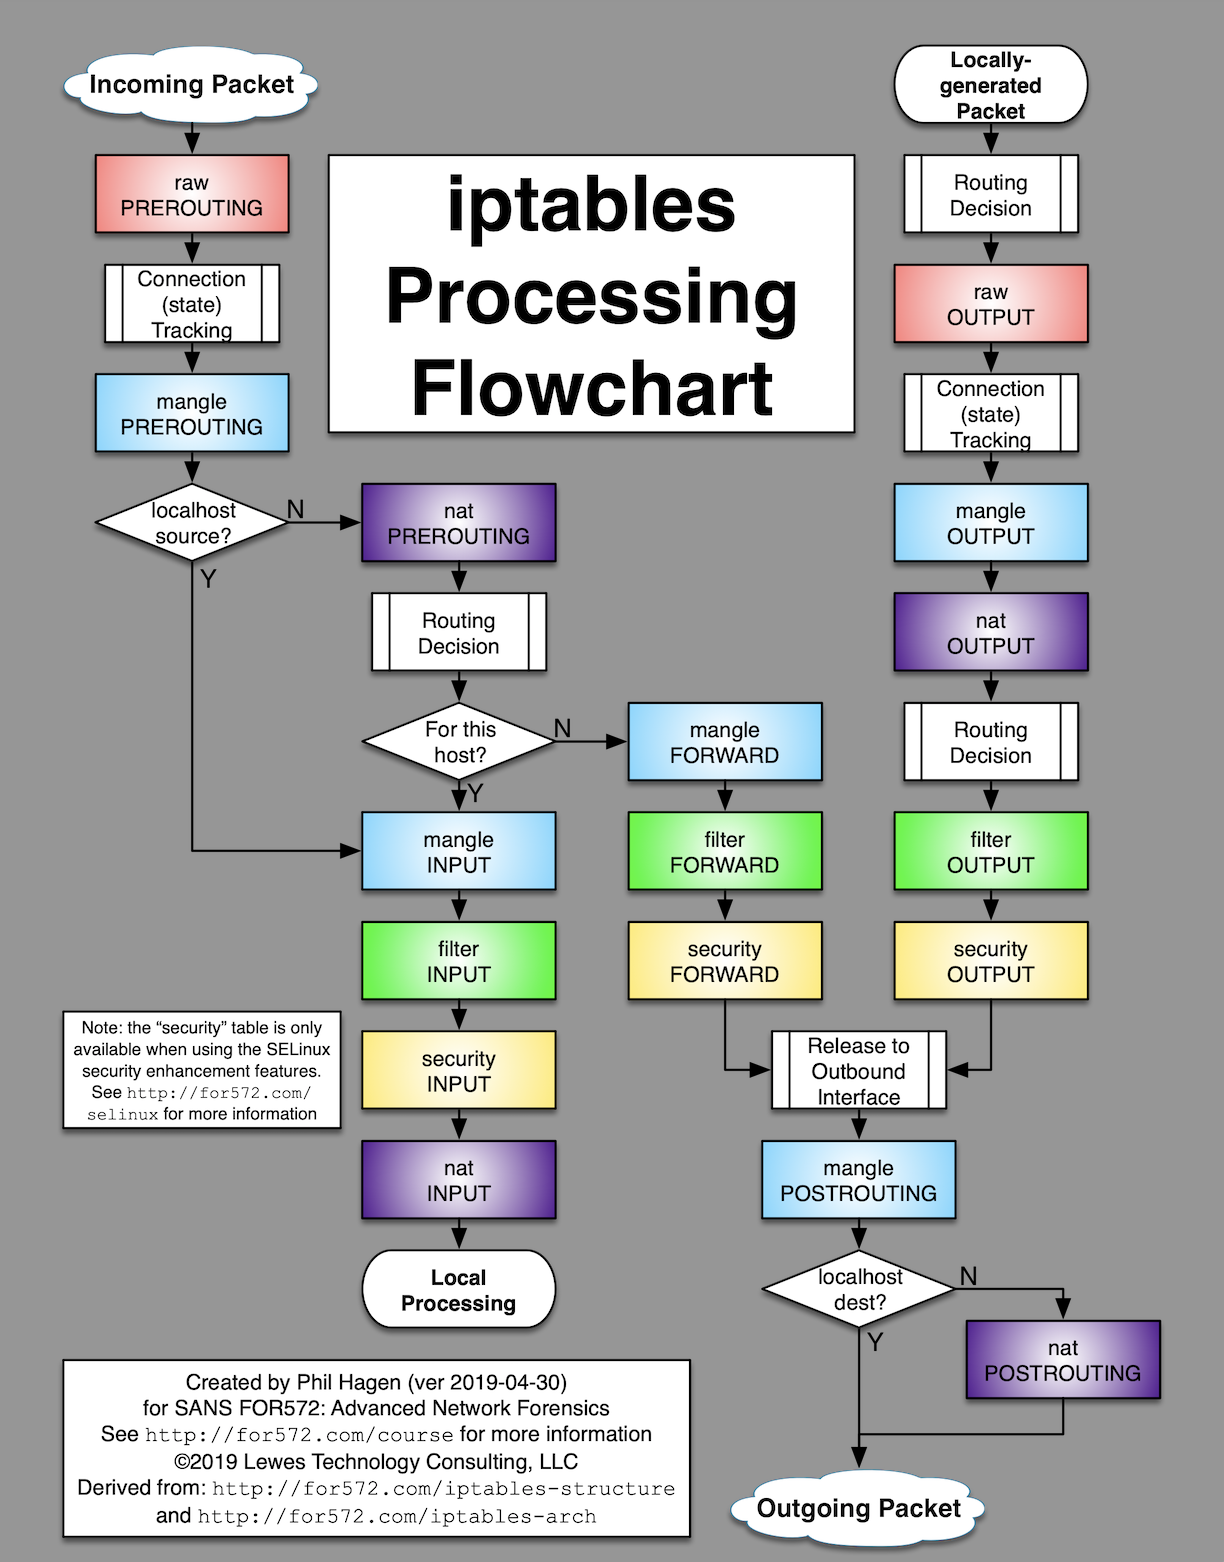 Incoming Packet
raw
PREROUTING
Connection
(state)
Tracking
mangle
PREROUTING
localhost
source?
N
Y
iptables
Processing
Flowchart
nat
PREROUTING
Routing
Decision
For this
host?
N
Y
mangle
INPUT
filter
INPUT
security
INPUT
nat
INPUT
Local
Processing
mangle
FORWARD
filter
FORWARD
security
FORWARD
Locally-
generated
Packet
Routing
Decision
raw
OUTPUT
Connection
(state)
Tracking
mangle
OUTPUT
nat
OUTPUT
Routing
Decision
filter
OUTPUT
security
OUTPUT
Release to
Outbound
Interface
mangle
POSTROUTING
localhost
dest?
N
Y
nat
POSTROUTING
Outgoing Packet
Note: the “security” table is only
available when using the SELinux
security enhancement features.
See http://for572.com/
selinux for more information
Created by Phil Hagen (ver 2019-04-30)
for SANS FOR572: Advanced Network Forensics
See http://for572.com/course for more information
©2019 Lewes Technology Consulting, LLC
Derived from: http://for572.com/iptables-structure
and http://for572.com/iptables-arch